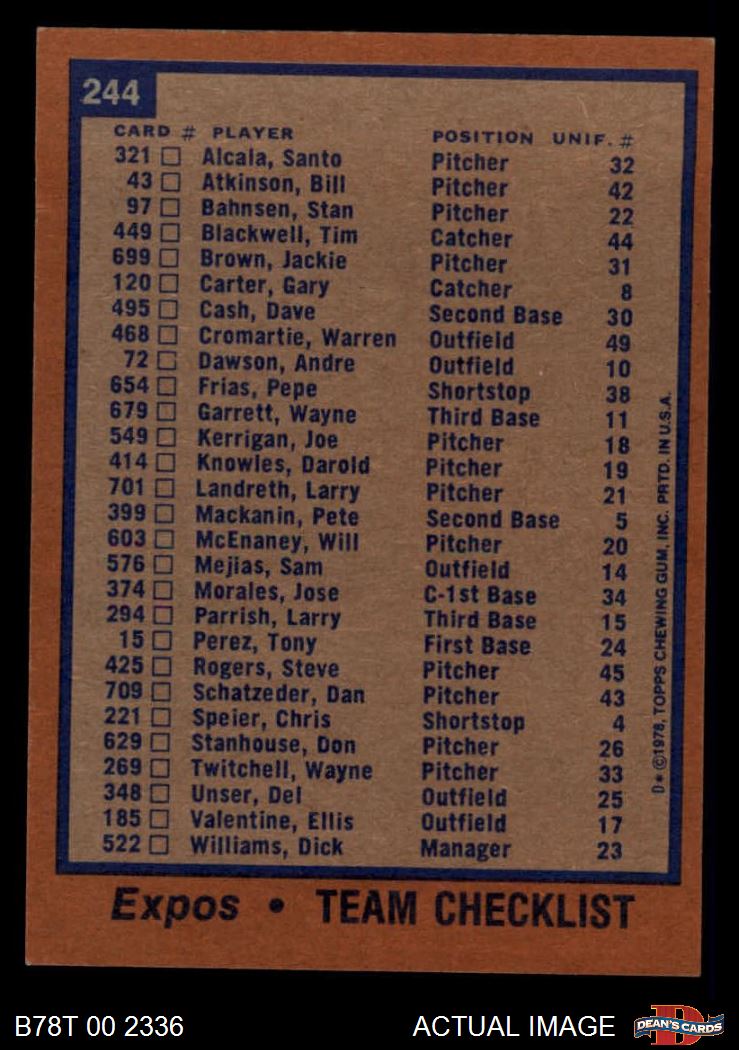 244
CARD # PLAYER POSITION UNIF. #
321 Alcala, Santo Pitcher 32
43 Atkinson, Bill Pitcher 42
97 Bahnsen, Stan Pitcher 22
449 Blackwell, Tim Catcher 44
699 Brown, Jackie Pitcher 31
120 Carter, Gary Catcher 8
495 Cash, Dave Second Base 30
468 Cromartie, Warren Outfield 49
72 Dawson, Andre Outfield 10
654 Frias, Pepe Shortstop 38
679 Garrett, Wayne Third Base 11
549 Kerrigan, Joe Pitcher 18
414 Knowles, Darold Pitcher 19
701 Landreth, Larry Pitcher 21
399 Mackanin, Pete Second Base 5
603 McEnaney, Will Pitcher 20
576 Mejias, Sam Outfield 14
374 Morales, Jose C-1st Base 34
294 Parrish, Larry Third Base 15
15 Perez, Tony First Base 24
425 Rogers, Steve Pitcher 45
709 Schatzeder, Dan Pitcher 43
221 Speier, Chris Shortstop 4
629 Stanhouse, Don Pitcher 26
269 Twitchell, Wayne Pitcher 33
348 Unser, Del Outfield 25
185 Valentine, Ellis Outfield 17
522 Williams, Dick Manager 23
D* ©1978, TOPPS CHEWING GUM, INC. PRTD. IN U.S.A.
Expos • TEAM CHECKLIST
B78T 00 2336 ACTUAL IMAGE DEAN'S CARDS